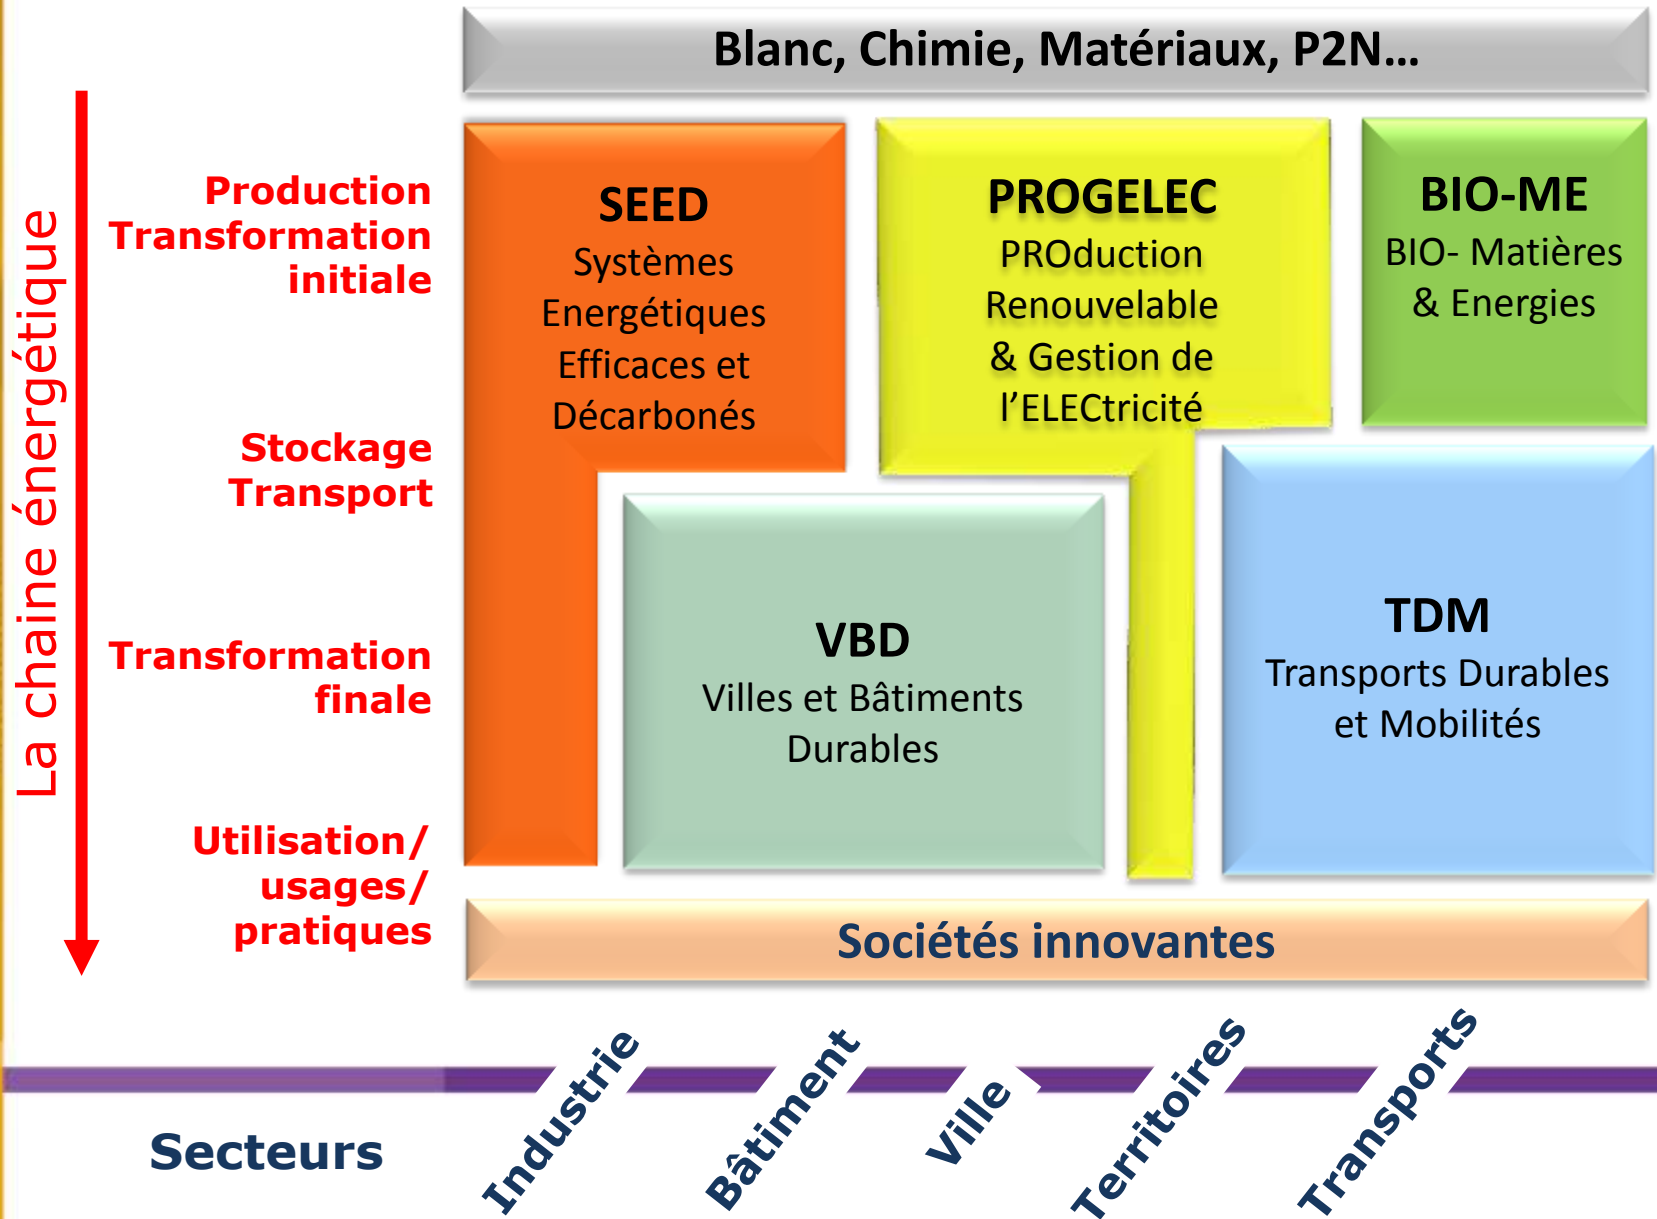 Blanc, Chimie, Matériaux, P2N...
La chaine énergétique
Production
Transformation
initiale
Stockage
Transport
Transformation
finale
Utilisation/
usages/
pratiques
SEED
Systèmes
Energétiques
Efficaces et
Décarbonés
PROGELEC
PROduction
Renouvelable
& Gestion de
l'ELECtricité
BIO-ME
BIO- Matières
& Energies
VBD
Villes et Bâtiments
Durables
TDM
Transports Durables
et Mobilités
Sociétés innovantes
Secteurs
Industrie
Bâtiment
Ville
Territoires
Transports